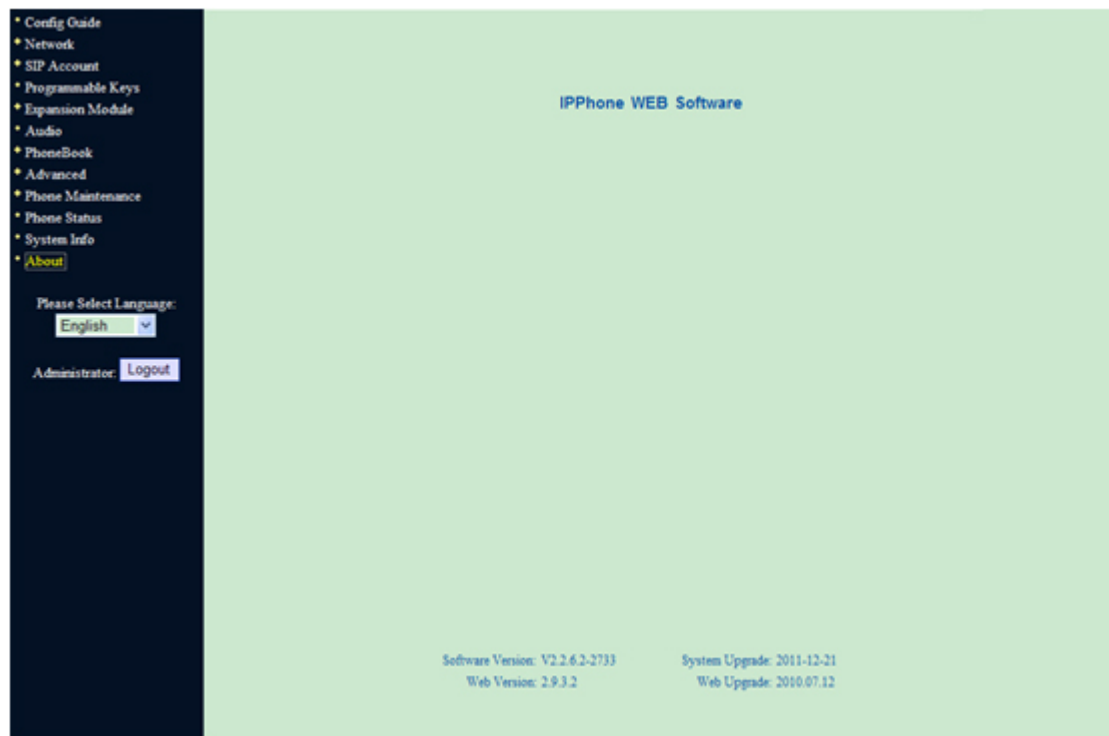 Config Guide
Network
SIP Account
Programmable Keys
Expansion Module
Audio
PhoneBook
Advanced
Phone Maintenance
Phone Status
System Info
About
Please Select Language:
English
Administrator: Logout
IPPhone WEB Software
Software Version: V2.2.6.2-2733 System Upgrade: 2011-12-21
Web Version: 2.9.3.2 Web Upgrade: 2010.07.12